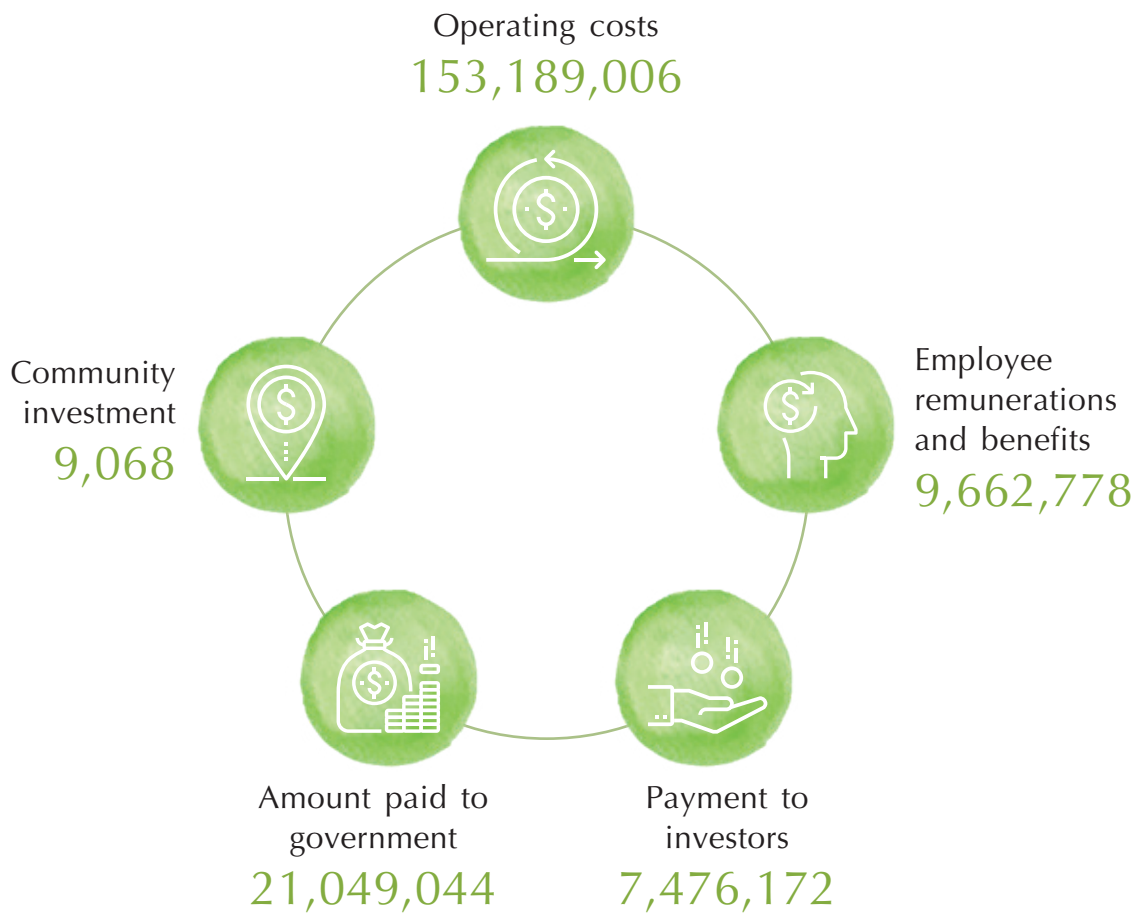 Operating costs
153,189,006
Employee
remunerations
and benefits
9,662,778
Payment to
investors
7,476,172
Amount paid to
government
21,049,044
Community
investment
9,068